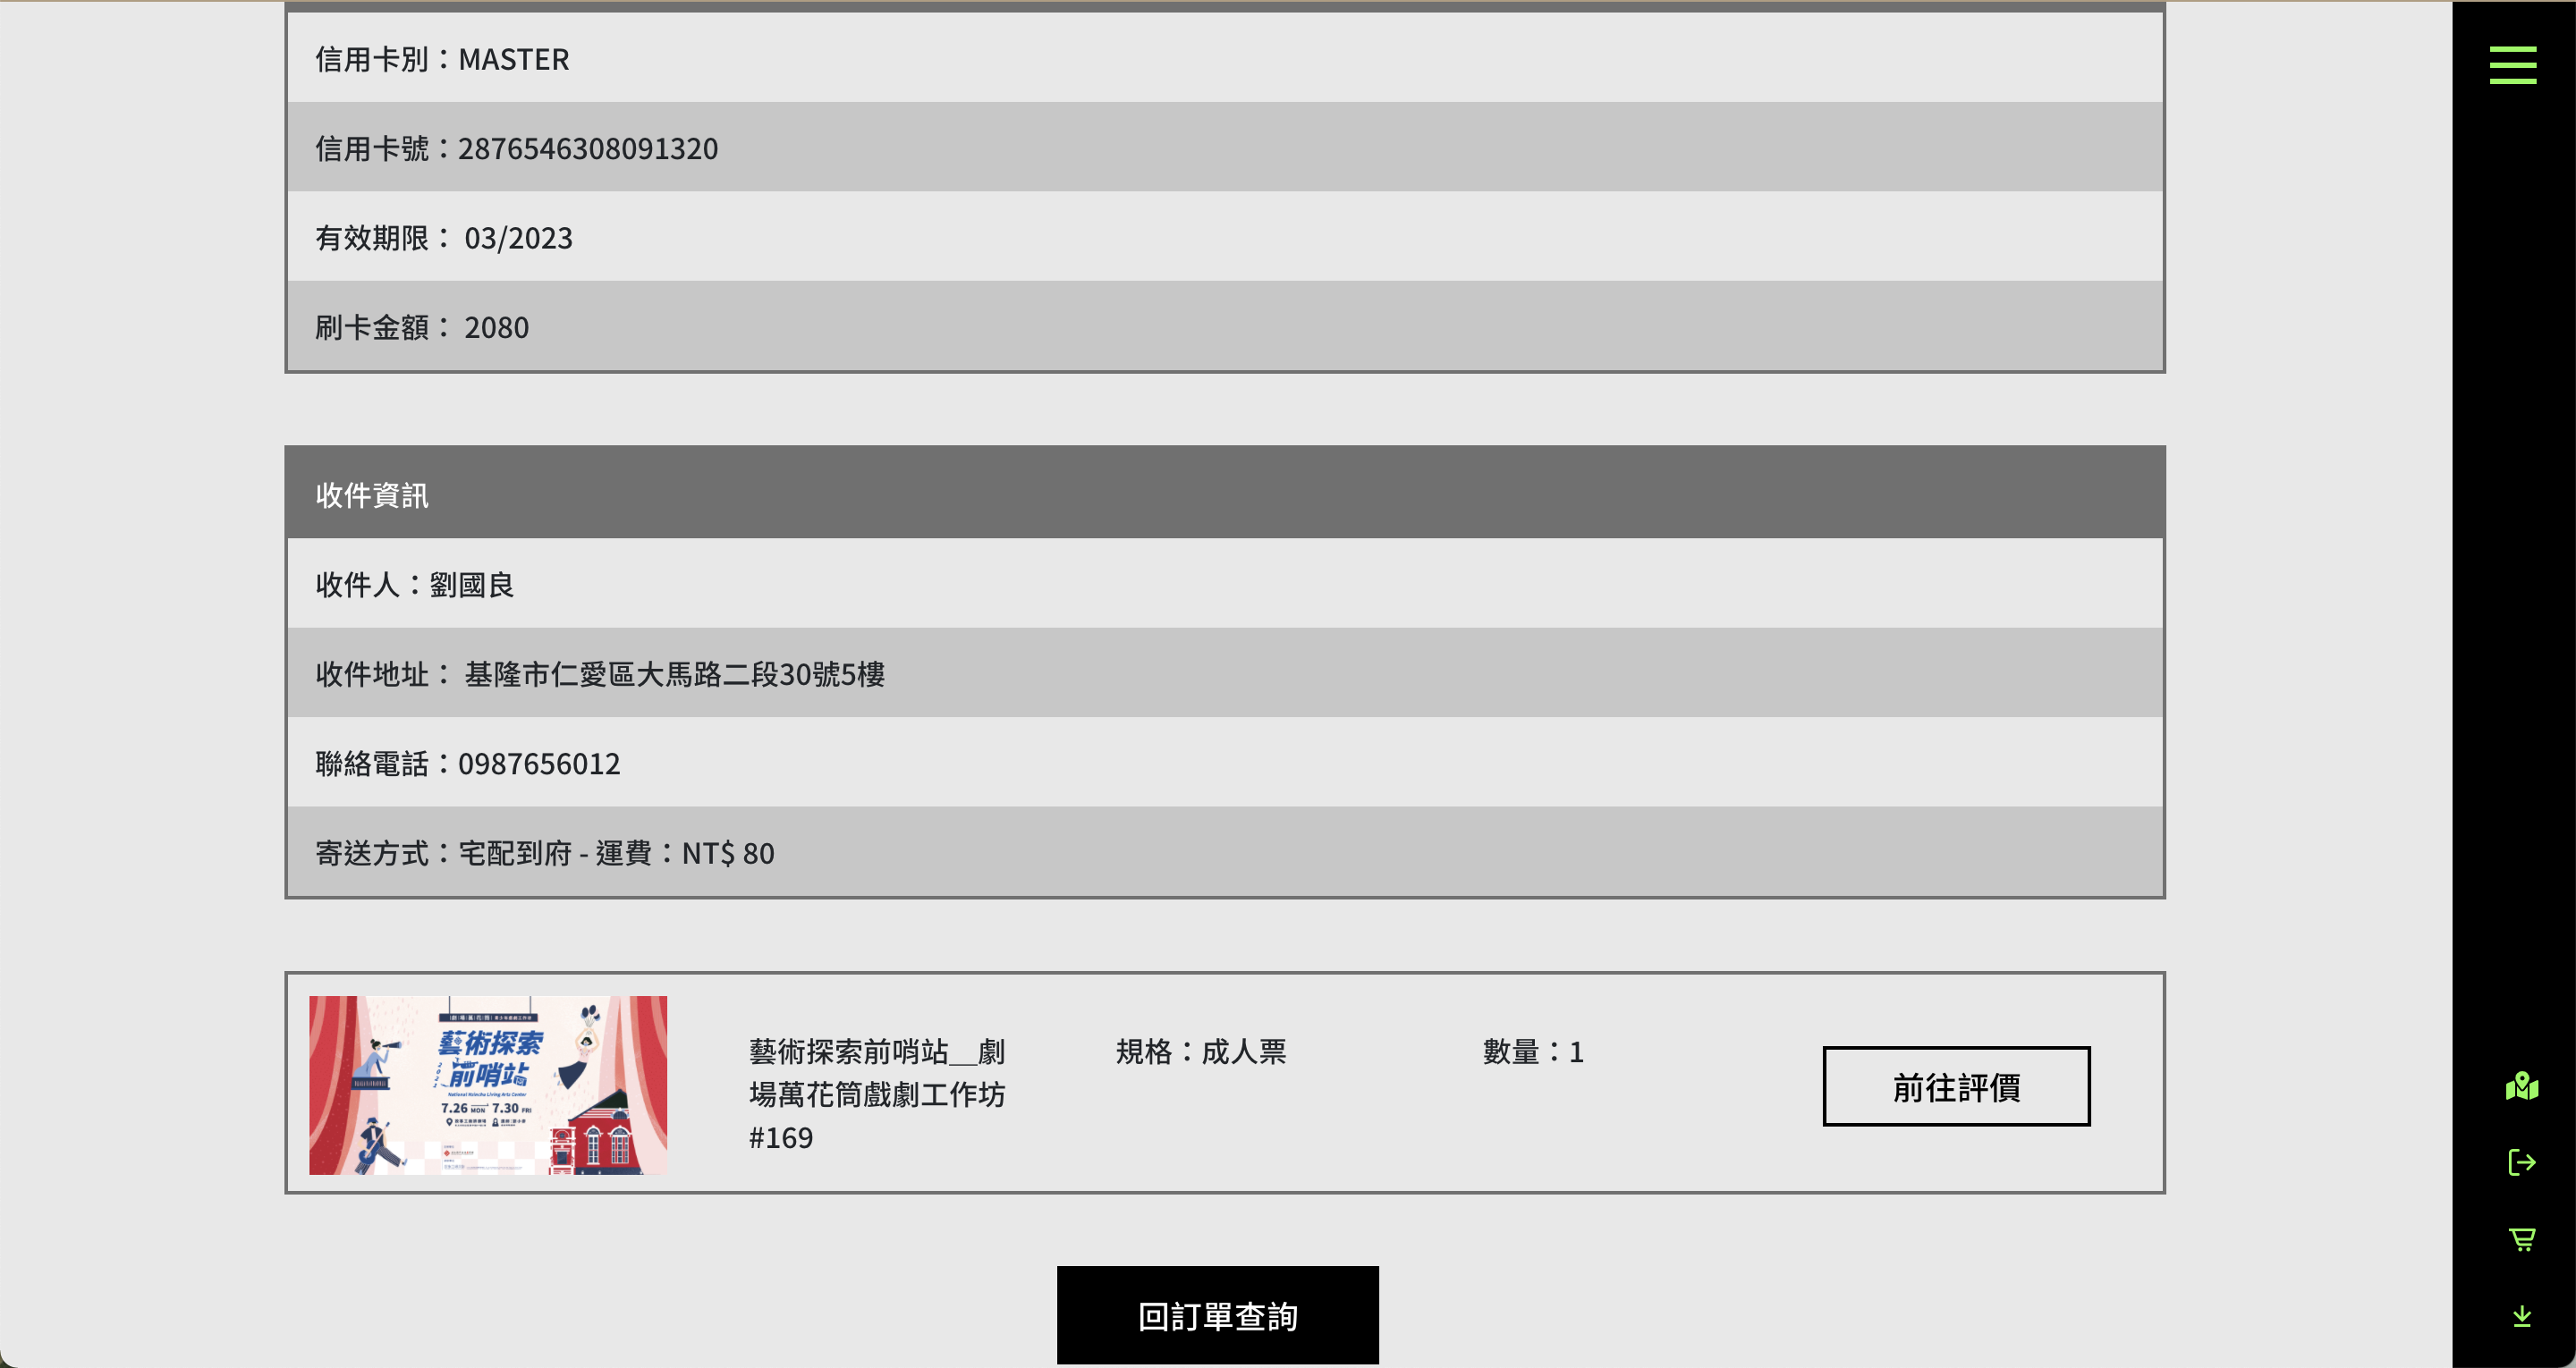 信用卡別：MASTER
信用卡號：2876546308091320
有效期限： 03/2023
刷卡金額： 2080
收件資訊
收件人：劉國良
收件地址： 基隆市仁愛區大馬路二段30號5樓
聯絡電話：0987656012
寄送方式：宅配到府 - 運費：NT$ 80
藝術探索
前哨站
2021
National Kokcha Living Arts Center
7.26 MON 7.30 FRI
藝術探索前哨站__劇
場萬花筒戲劇工作坊
#169
規格：成人票
數量：1
前往評價
回訂單查詢